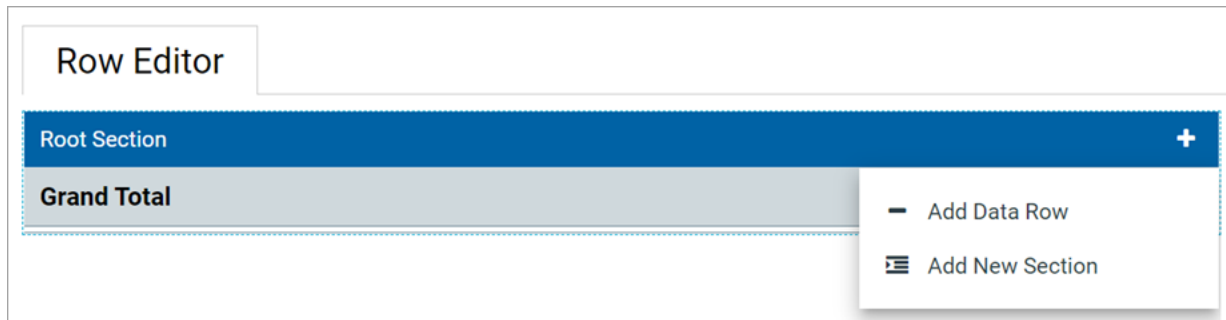 Row Editor
Root Section
Grand Total
Add Data Row
Add New Section